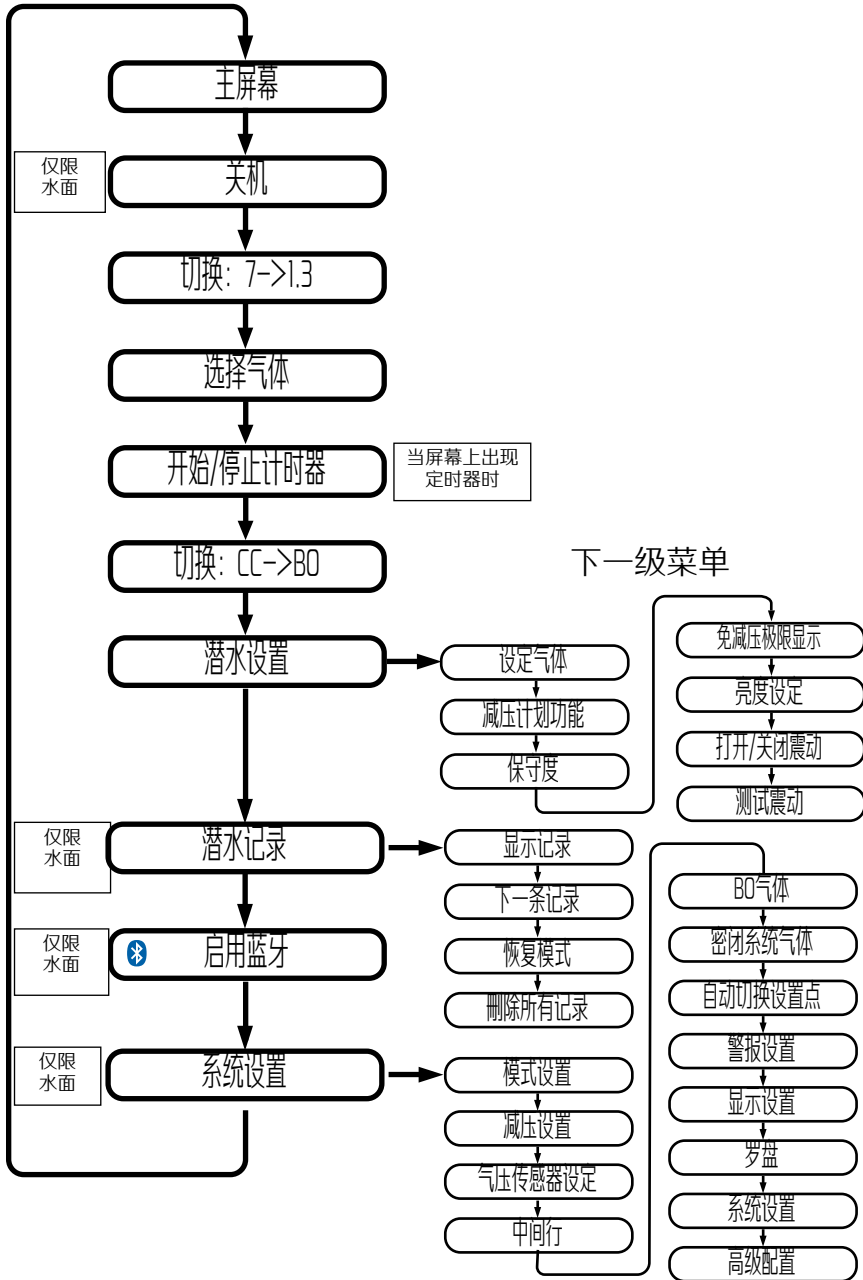 主屏幕
仅限
水面
关机
切换: 7->1.3
选择气体
开始/停止计时器
当屏幕上出现
定时器时
切换: CC->BO
下一级菜单
潜水设置
设定气体
减压计划功能
保守度
免减压极限显示
亮度设定
打开/关闭震动
测试震动
仅限
水面
潜水记录
显示记录
下一条记录
恢复模式
删除所有记录
仅限
水面
启用蓝牙
仅限
水面
系统设置
模式设置
减压设置
气压传感器设定
中间行
BO气体
密闭系统气体
自动切换设置点
警报设置
显示设置
罗盘
系统设置
高级配置